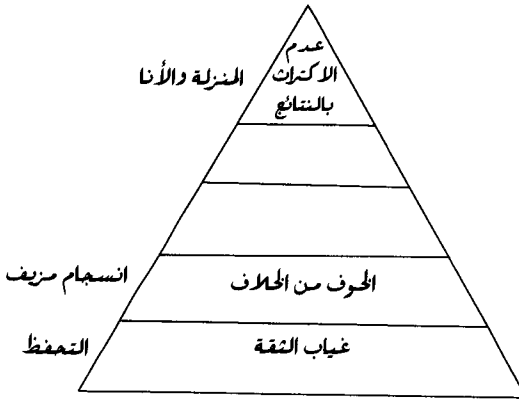 عدم
الاكتراث
بالنتائج
المنزلة والأنا
الخوف من الخلاف
انسجام مزيف
غياب الثقة
التحفظ